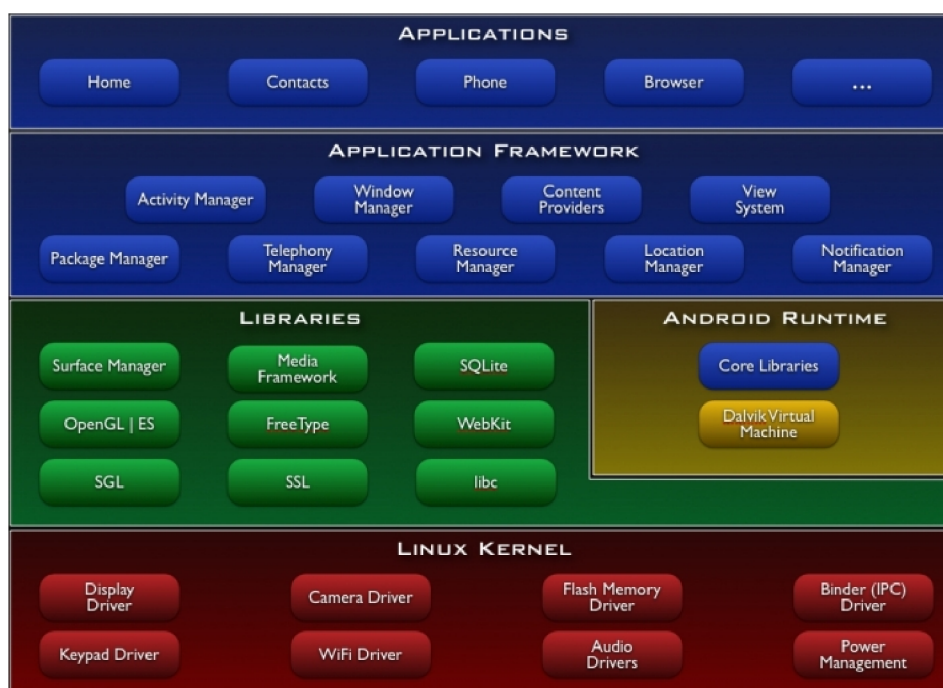 APPLICATIONS
Home
Contacts
Phone
Browser
...
APPLICATION FRAMEWORK
Activity Manager
Window
Manager
Content
Providers
View
System
Package Manager
Telephony
Manager
Resource
Manager
Location
Manager
Notification
Manager
LIBRARIES
Surface Manager
Media
Framework
SQLite
OpenGL | ES
FreeType
WebKit
SGL
SSL
libc
ANDROID RUNTIME
Core Libraries
Dalvik Virtual
Machine
LINUX KERNEL
Display
Driver
Camera Driver
Flash Memory
Driver
Binder (IPC)
Driver
Keypad Driver
WiFi Driver
Audio
Drivers
Power
Management